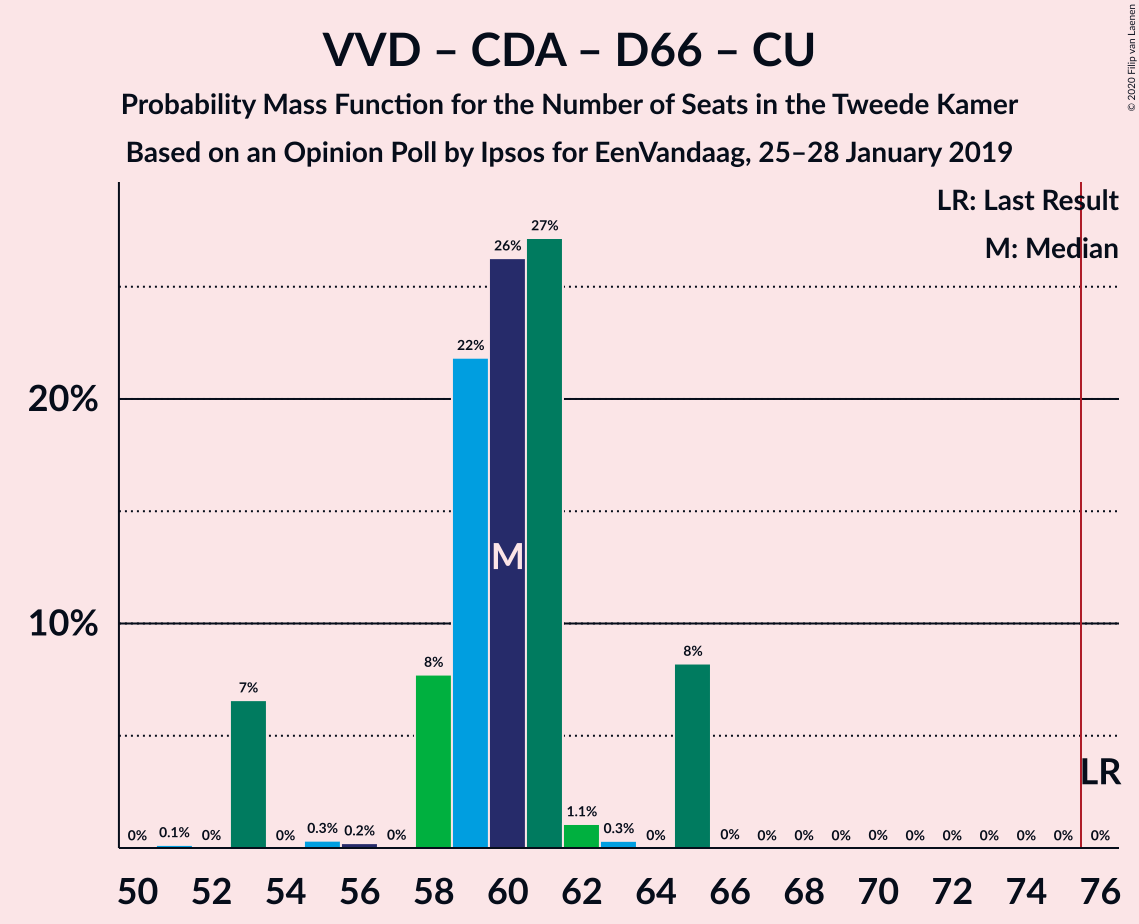 VVD – CDA – D66 – CU
Probability Mass Function for the Number of Seats in the Tweede Kamer
Based on an Opinion Poll by Ipsos for EenVandaag, 25–28 January 2019
© 2020 Filip van Laenen
LR: Last Result
M: Median
27%
26%
22%
20%
M
10%
8%
8%
7%
LR
0% 0.1% 0% 0% 0.3% 0.2% 0% 1.1% 0.3% 0% 0% 0% 0% 0% 0% 0% 0% 0% 0% 0% 0%
50 52 54 56 58 60 62 64 66 68 70 72 74 76